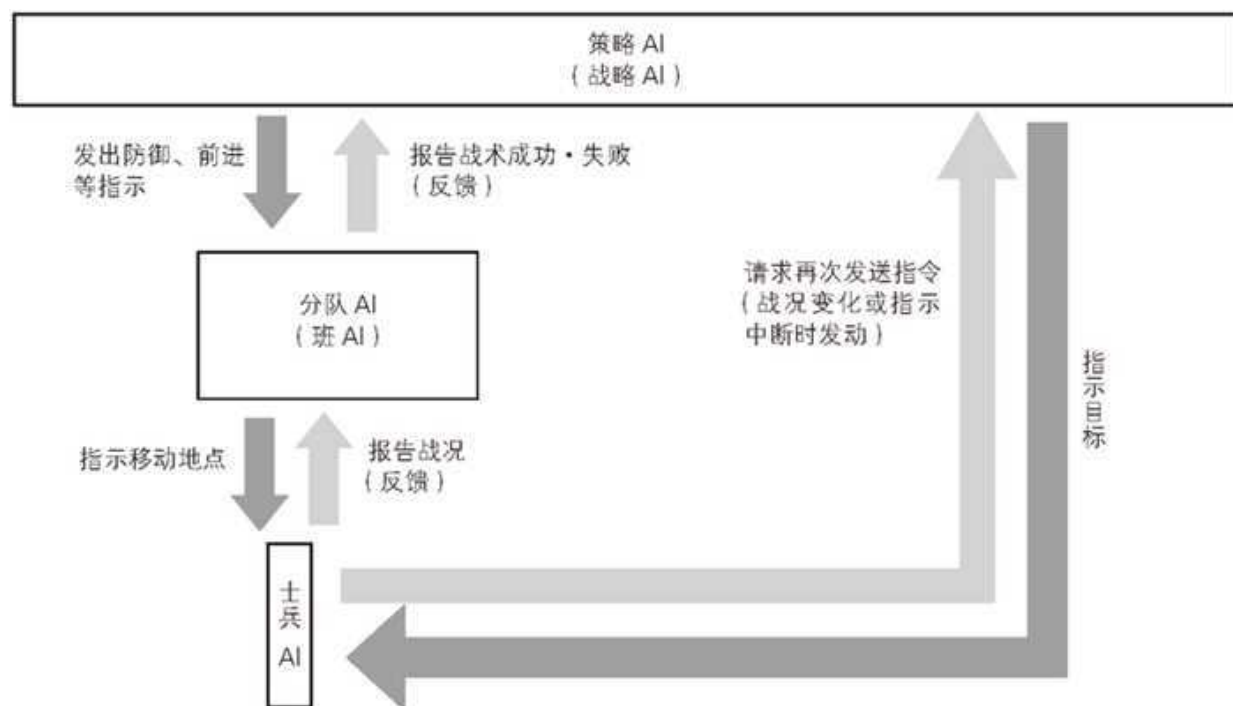 策略 AI
（战略 AI）
发出防御、前进
等指示
报告战术成功·失败
（反馈）
分队 AI
（班 AI）
请求再次发送指令
（战况变化或指示
中断时发动）
指示目标
指示移动地点
报告战况
（反馈）
士兵 AI